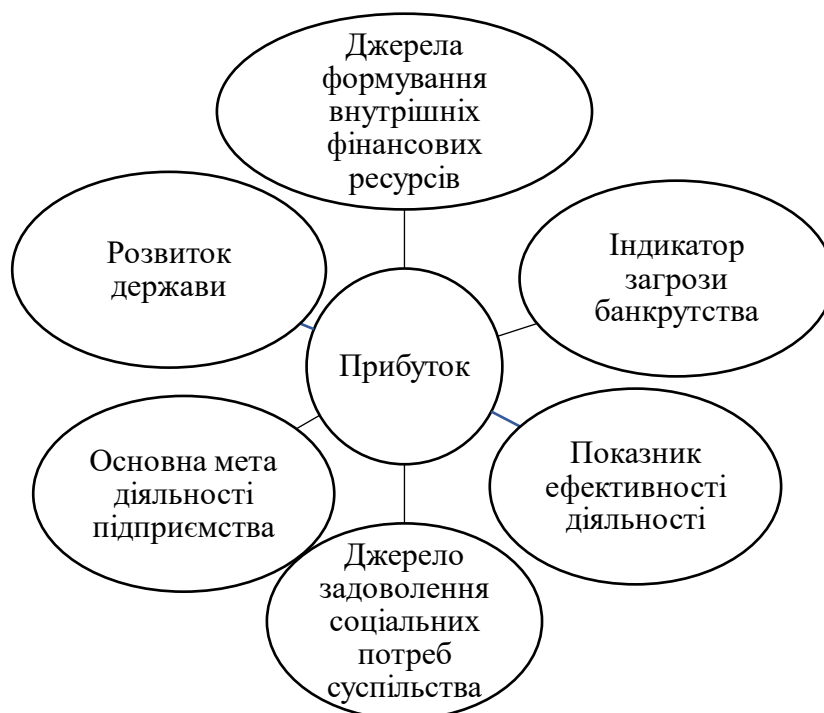 Джерела
формування
внутрішніх
фінансових
ресурсів
Розвиток
держави
Індикатор
загрози
банкрутства
Прибуток
Основна мета
діяльності
підприємства
Показник
ефективності
діяльності
Джерело
задоволення
соціальних
потреб
суспільства